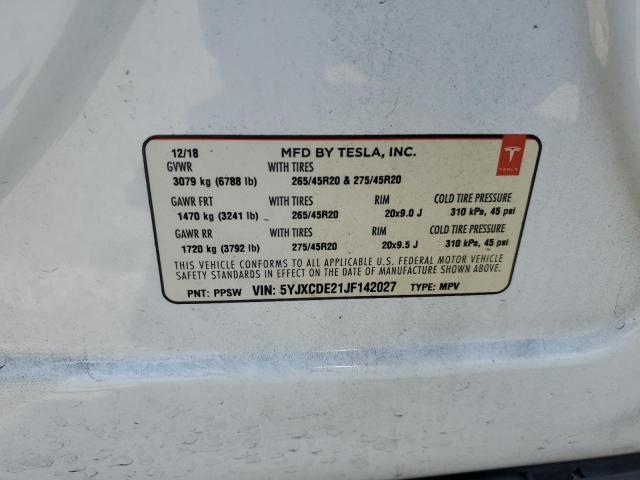 12/18 MFD BY TESLA, INC.
GVWR WITH TIRES
3079 kg (6788 lb) 265/45R20 & 275/45R20
TESLA
GAWR FRT WITH TIRES RIM COLD TIRE PRESSURE
1470 kg (3241 lb) 265/45R20 20x9.0 J 310 kPa, 45 psi
GAWR RR WITH TIRES RIM COLD TIRE PRESSURE
1720 kg (3792 lb) 275/45R20 20x9.5 J 310 kPa, 45 psi
THIS VEHICLE CONFORMS TO ALL APPLICABLE U.S. FEDERAL MOTOR VEHICLE
SAFETY STANDARDS IN EFFECT ON THE DATE OF MANUFACTURE SHOWN ABOVE.
PNT: PPSW VIN: 5YJXCDE21JF142027 TYPE: MPV